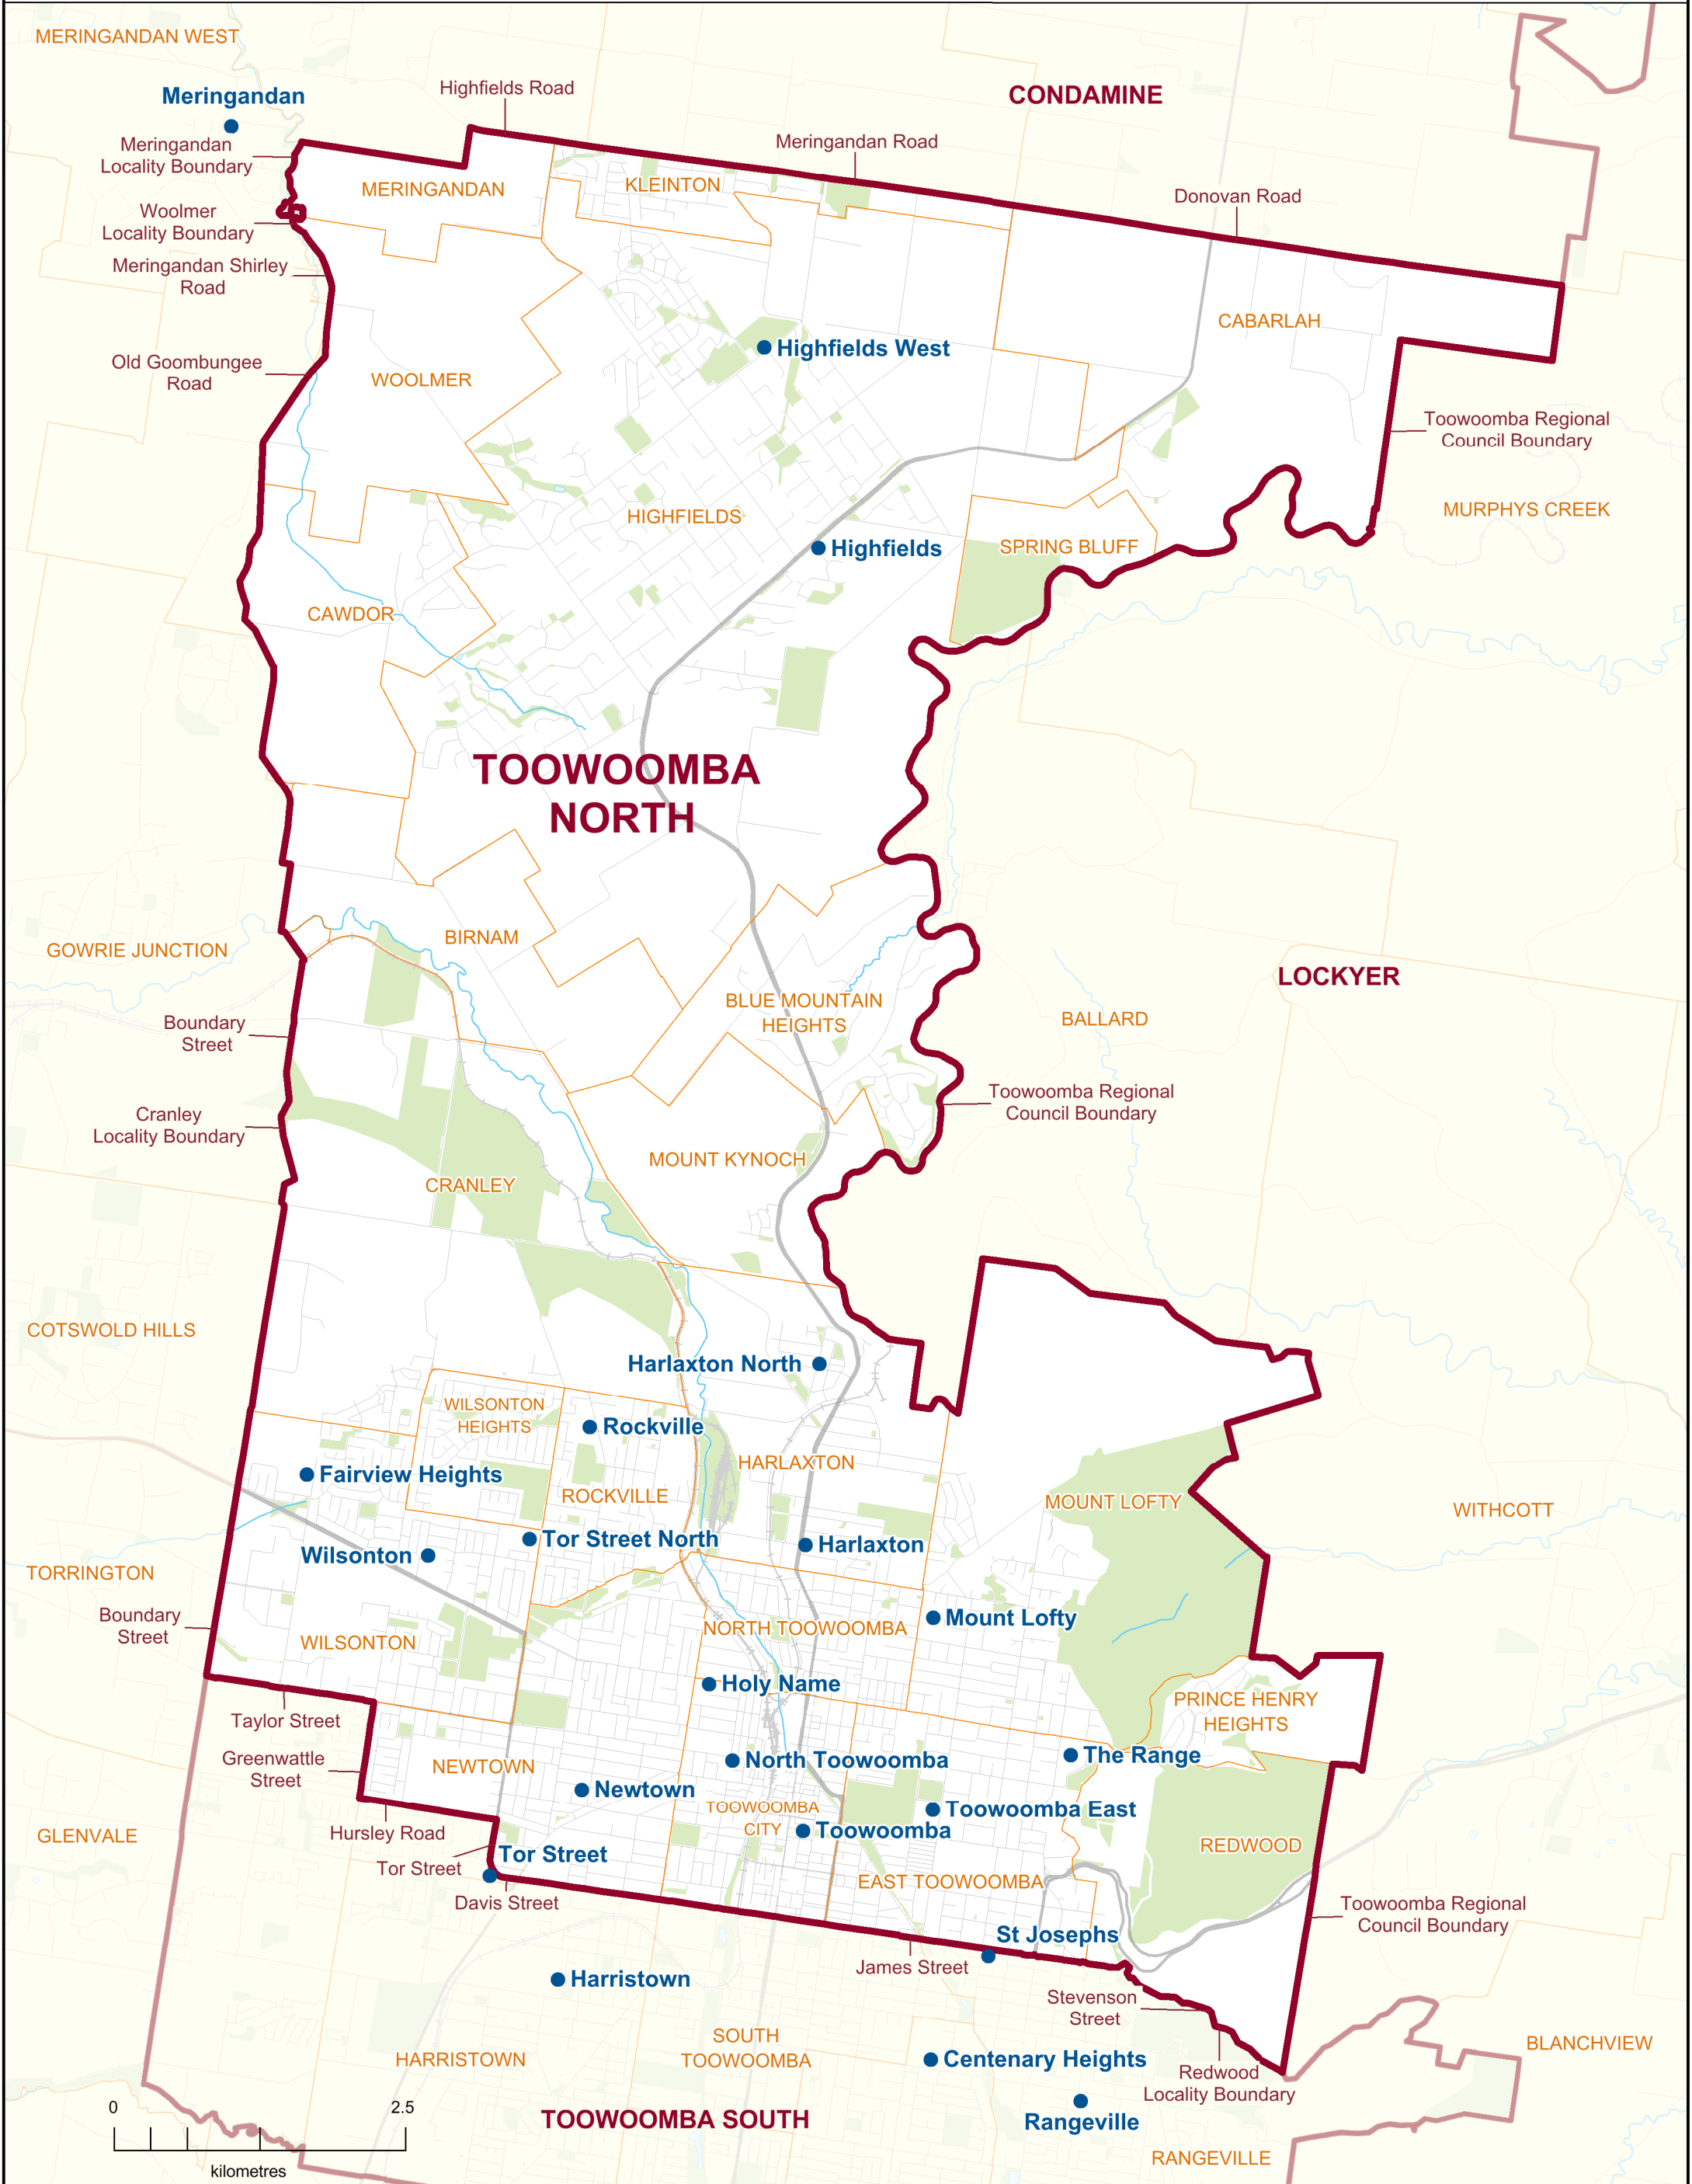 MERINGANDAN WEST
Meringandan
Highfields Road
CONDAMINE
Meringandan
Locality Boundary
Meringandan Road
MERINGANDAN
KLEINTON
Donovan Road
Woolmer
Locality Boundary
Meringandan Shirley
Road
CABARLAH
Highfields West
Old Goombungee
Road
WOOLMER
Toowoomba Regional
Council Boundary
HIGHFIELDS
MURPHYS CREEK
Highfields
SPRING BLUFF
CAWDOR
TOOWOOMBA
NORTH
BIRNAM
GOWRIE JUNCTION
LOCKYER
BLUE MOUNTAIN
HEIGHTS
BALLARD
Boundary
Street
Toowoomba Regional
Council Boundary
Cranley
Locality Boundary
MOUNT KYNOCH
CRANLEY
COTSWOLD HILLS
Harlaxton North
WILSONTON
HEIGHTS
Rockville
HARLAXTON
Fairview Heights
ROCKVILLE
MOUNT LOFTY
WITHCOTT
Tor Street North
Harlaxton
Wilsonton
TORRINGTON
Boundary
Street
Mount Lofty
NORTH TOOWOOMBA
WILSONTON
Holy Name
PRINCE HENRY
HEIGHTS
Taylor Street
Greenwattle
Street
NEWTOWN
North Toowoomba
The Range
Newtown
TOOWOOMBA
CITY
Toowoomba East
Toowoomba
GLENVALE
Hursley Road
REDWOOD
Tor Street
Tor Street
EAST TOOWOOMBA
Davis Street
Toowoomba Regional
Council Boundary
St Josephs
James Street
Harristown
Stevenson
Street
SOUTH
TOOWOOMBA
BLANCHVIEW
HARRISTOWN
Centenary Heights
Redwood
Locality Boundary
0
2.5
TOOWOOMBA SOUTH
Rangeville
RANGEVILLE
kilometres